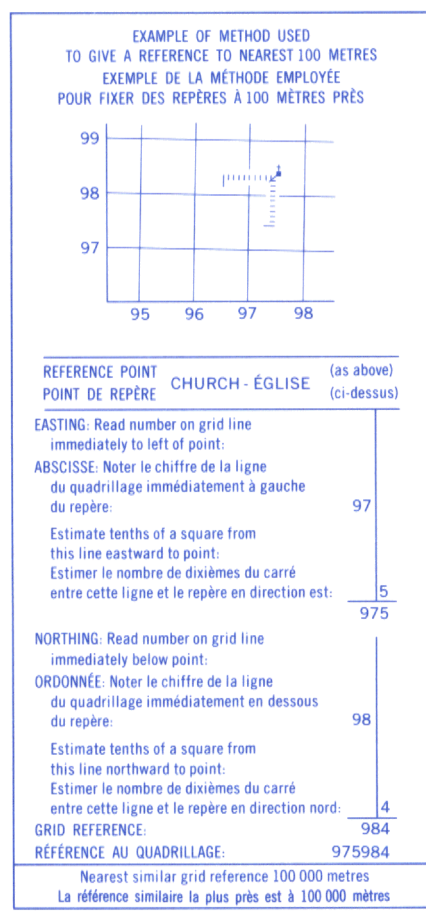 EXAMPLE OF METHOD USED
TO GIVE A REFERENCE TO NEAREST 100 METRES
EXEMPLE DE LA MÉTHODE EMPLOYÉE
POUR FIXER DES REPÈRES À 100 MÈTRES PRÈS
99
98
97
95 96 97 98
REFERENCE POINT
POINT DE REPÈRE
CHURCH - ÉGLISE
(as above)
(ci-dessus)
EASTING: Read number on grid line
immediately to left of point:
ABSCISSE: Noter le chiffre de la ligne
du quadrillage immédiatement à gauche
du repère: 97
Estimate tenths of a square from
this line eastward to point:
Estimer le nombre de dixièmes du carré
entre cette ligne et le repère en direction est: 5
975
NORTHING: Read number on grid line
immediately below point:
ORDONNÉE: Noter le chiffre de la ligne
du quadrillage immédiatement en dessous
du repère: 98
Estimate tenths of a square from
this line northward to point:
Estimer le nombre de dixièmes du carré
entre cette ligne et le repère en direction nord: 4
GRID REFERENCE: 984
RÉFÉRENCE AU QUADRILLAGE: 975984
Nearest similar grid reference 100 000 metres
La référence similaire la plus près est à 100 000 mètres